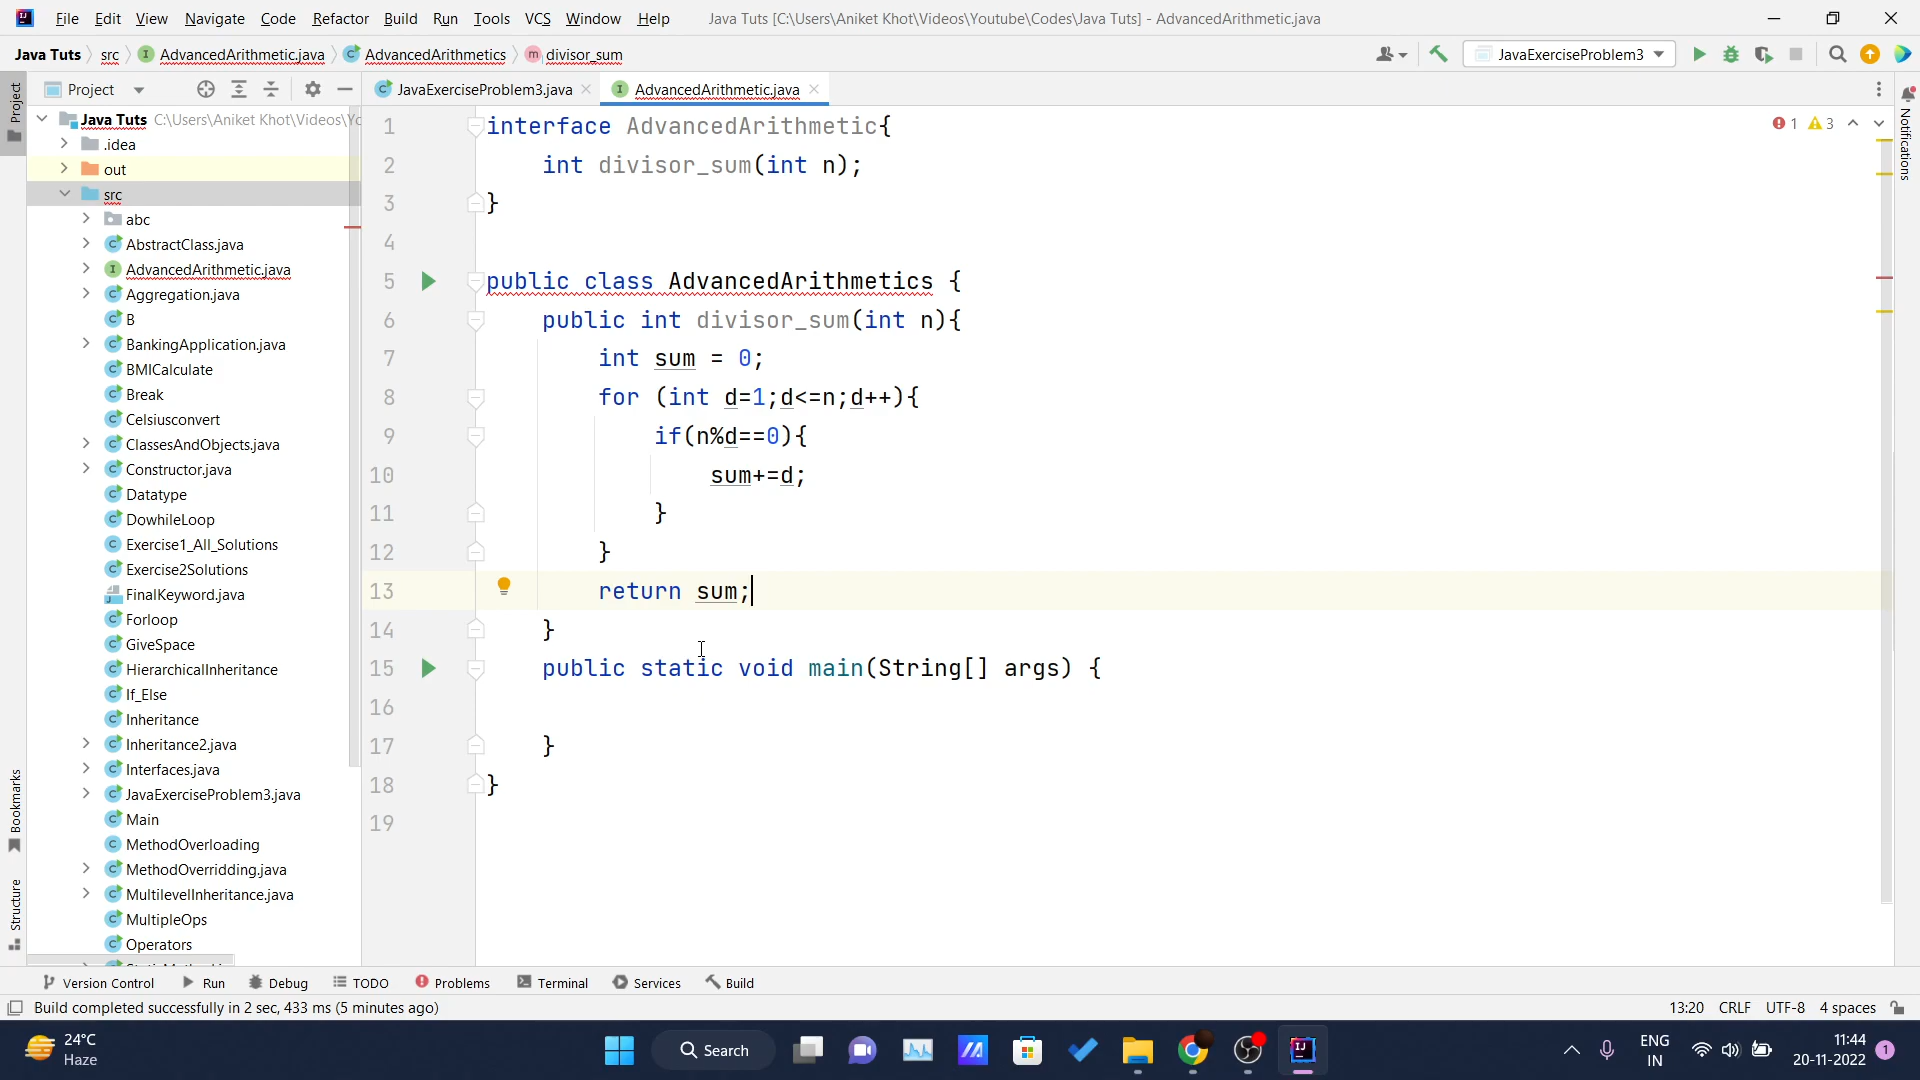 File Edit View Navigate Code Refactor Build Run Tools VCS Window Help Java Tuts [C:\Users\Aniket Khot\Videos\Youtube\Codes\Java Tuts] - AdvancedArithmetic.java
Java Tuts src AdvancedArithmetic.java AdvancedArithmetics divisor_sum JavaExerciseProblem3
Project JavaExerciseProblem3.java AdvancedArithmetic.java
Project
Notifications
Bookmarks
Structure
Java Tuts C:\Users\Aniket Khot\Videos\Yo
.idea
out
src
abc
AbstractClass.java
AdvancedArithmetic.java
Aggregation.java
B
BankingApplication.java
BMICalculate
Break
Celsiusconvert
ClassesAndObjects.java
Constructor.java
Datatype
DowhileLoop
Exercise1_All_Solutions
Exercise2Solutions
FinalKeyword.java
Forloop
GiveSpace
HierarchicalInheritance
If_Else
Inheritance
Inheritance2.java
Interfaces.java
JavaExerciseProblem3.java
Main
MethodOverloading
MethodOverridding.java
MultilevelInheritance.java
MultipleOps
Operators
1 3
1 interface AdvancedArithmetic{
2 int divisor_sum(int n);
3 }
4
5 public class AdvancedArithmetics {
6 public int divisor_sum(int n){
7 int sum = 0;
8 for (int d=1;d<=n;d++){
9 if(n%d==0){
10 sum+=d;
11 }
12 }
13 return sum;
14 }
15 public static void main(String[] args) {
16
17 }
18 }
19
Version Control Run Debug TODO Problems Terminal Services Build
Build completed successfully in 2 sec, 433 ms (5 minutes ago) 13:20 CRLF UTF-8 4 spaces
24°C
Haze
Search
ENG
IN
11:44
20-11-2022
1